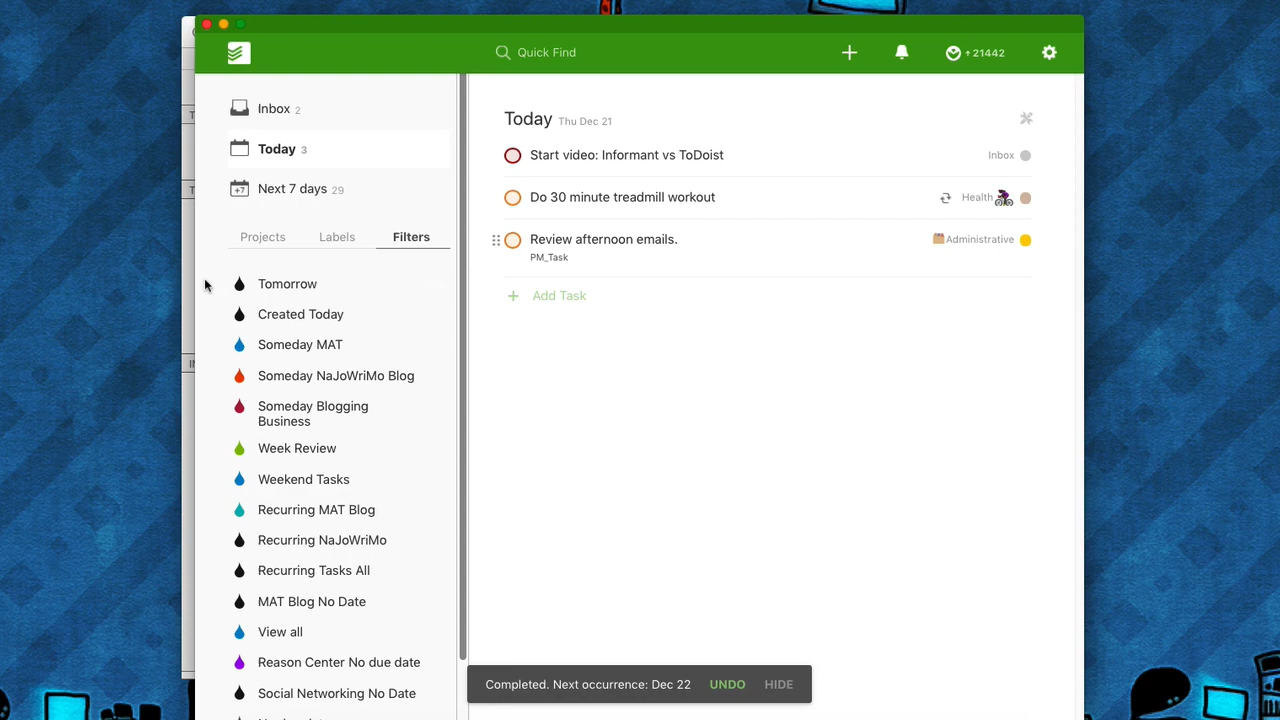 Quick Find
21442
Inbox 2
Today 3
Next 7 days 29
Projects Labels Filters
Tomorrow
Created Today
Someday MAT
Someday NaJoWriMo Blog
Someday Blogging
Business
Week Review
Weekend Tasks
Recurring MAT Blog
Recurring NaJoWriMo
Recurring Tasks All
MAT Blog No Date
View all
Reason Center No due date
Social Networking No Date
Today Thu Dec 21
Start video: Informant vs ToDoist Inbox
Do 30 minute treadmill workout Health
Review afternoon emails. Administrative
PM_Task
+ Add Task
Completed. Next occurrence: Dec 22 UNDO HIDE